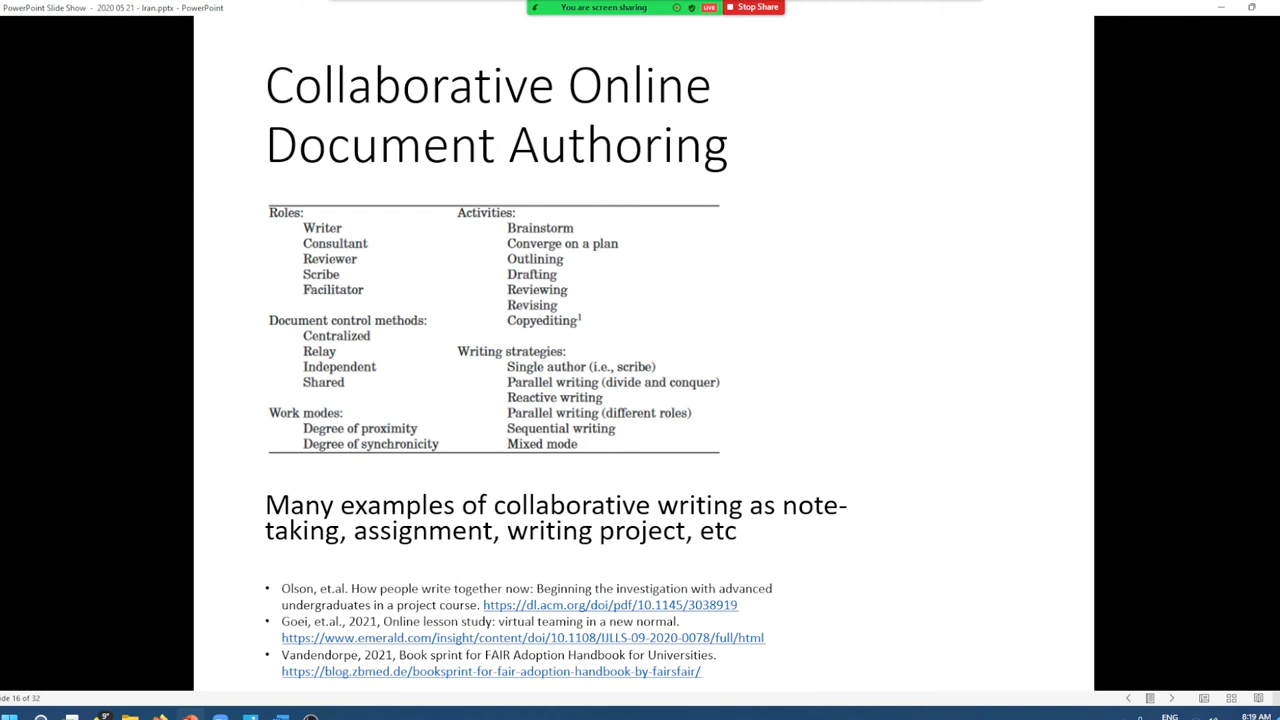 PowerPoint Slide Show - 2020 05 21 - Iran.pptx - PowerPoint
You are screen sharing
LIVE
Stop Share
Collaborative Online
Document Authoring
Roles:
Writer
Consultant
Reviewer
Scribe
Facilitator
Document control methods:
Centralized
Relay
Independent
Shared
Work modes:
Degree of proximity
Degree of synchronicity
Activities:
Brainstorm
Converge on a plan
Outlining
Drafting
Reviewing
Revising
Copyediting¹
Writing strategies:
Single author (i.e., scribe)
Parallel writing (divide and conquer)
Reactive writing
Parallel writing (different roles)
Sequential writing
Mixed mode
Many examples of collaborative writing as note-
taking, assignment, writing project, etc
• Olson, et.al. How people write together now: Beginning the investigation with advanced
undergraduates in a project course. https://dl.acm.org/doi/pdf/10.1145/3038919
• Goei, et.al., 2021, Online lesson study: virtual teaming in a new normal.
https://www.emerald.com/insight/content/doi/10.1108/IJLLS-09-2020-0078/full/html
• Vandendorpe, 2021, Book sprint for FAIR Adoption Handbook for Universities.
https://blog.zbmed.de/booksprint-for-fair-adoption-handbook-by-fairsfair/
lide 16 of 32
9°
ENG
8:19 AM